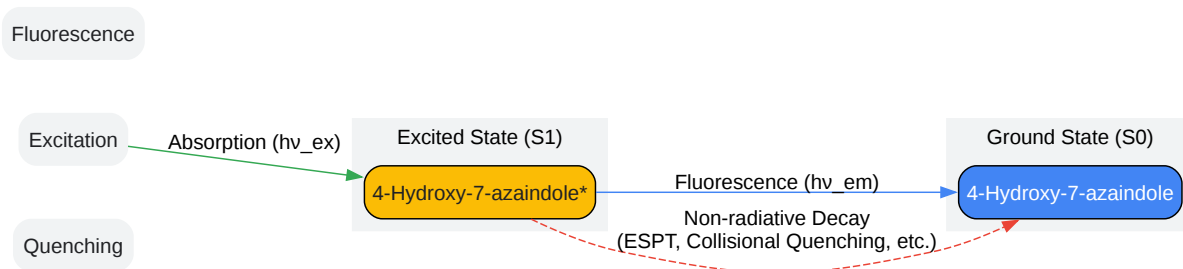 Fluorescence
Excitation
Absorption (hν_ex)
Excited State (S1)
4-Hydroxy-7-azaindole*
Fluorescence (hν_em)
Ground State (S0)
4-Hydroxy-7-azaindole
Non-radiative Decay
(ESPT, Collisional Quenching, etc.)
Quenching